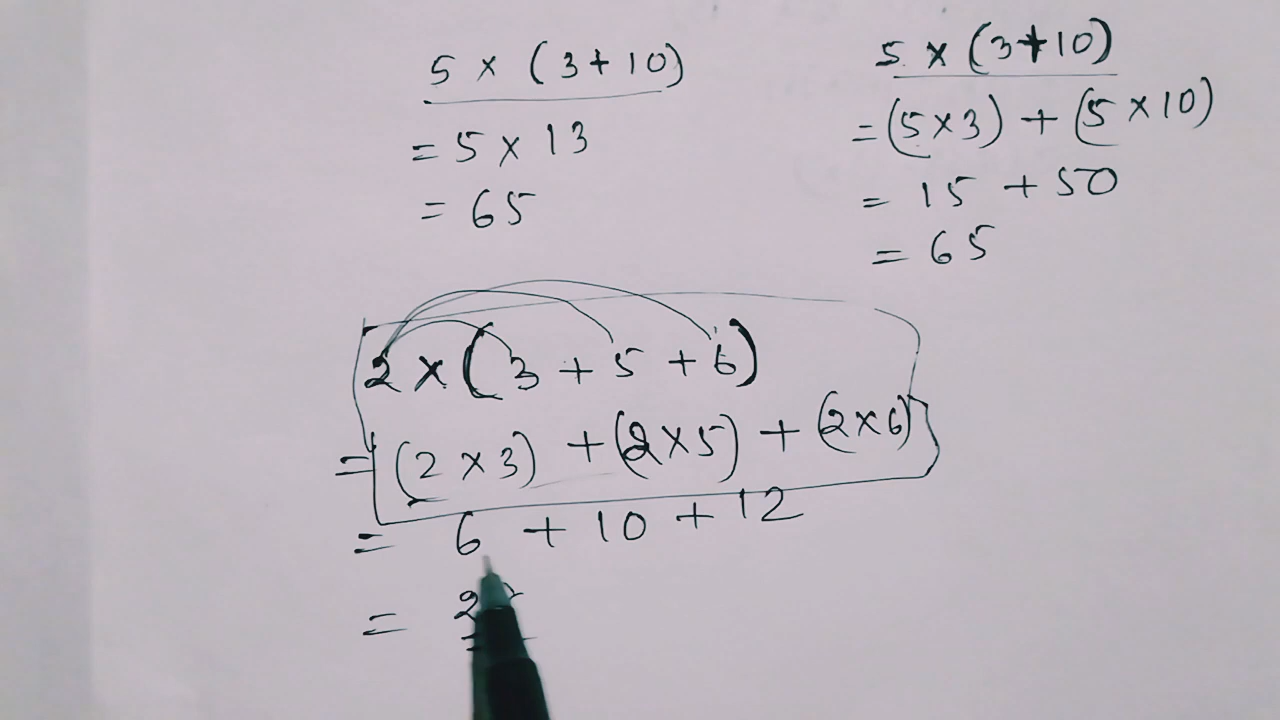 5 × (3 + 10)
= 5 × 13
= 65
5 × (3 + 10)
= (5 × 3) + (5 × 10)
= 15 + 50
= 65
2 × (3 + 5 + 6)
= (2 × 3) + (2 × 5) + (2 × 6)
= 6 + 10 + 12
=